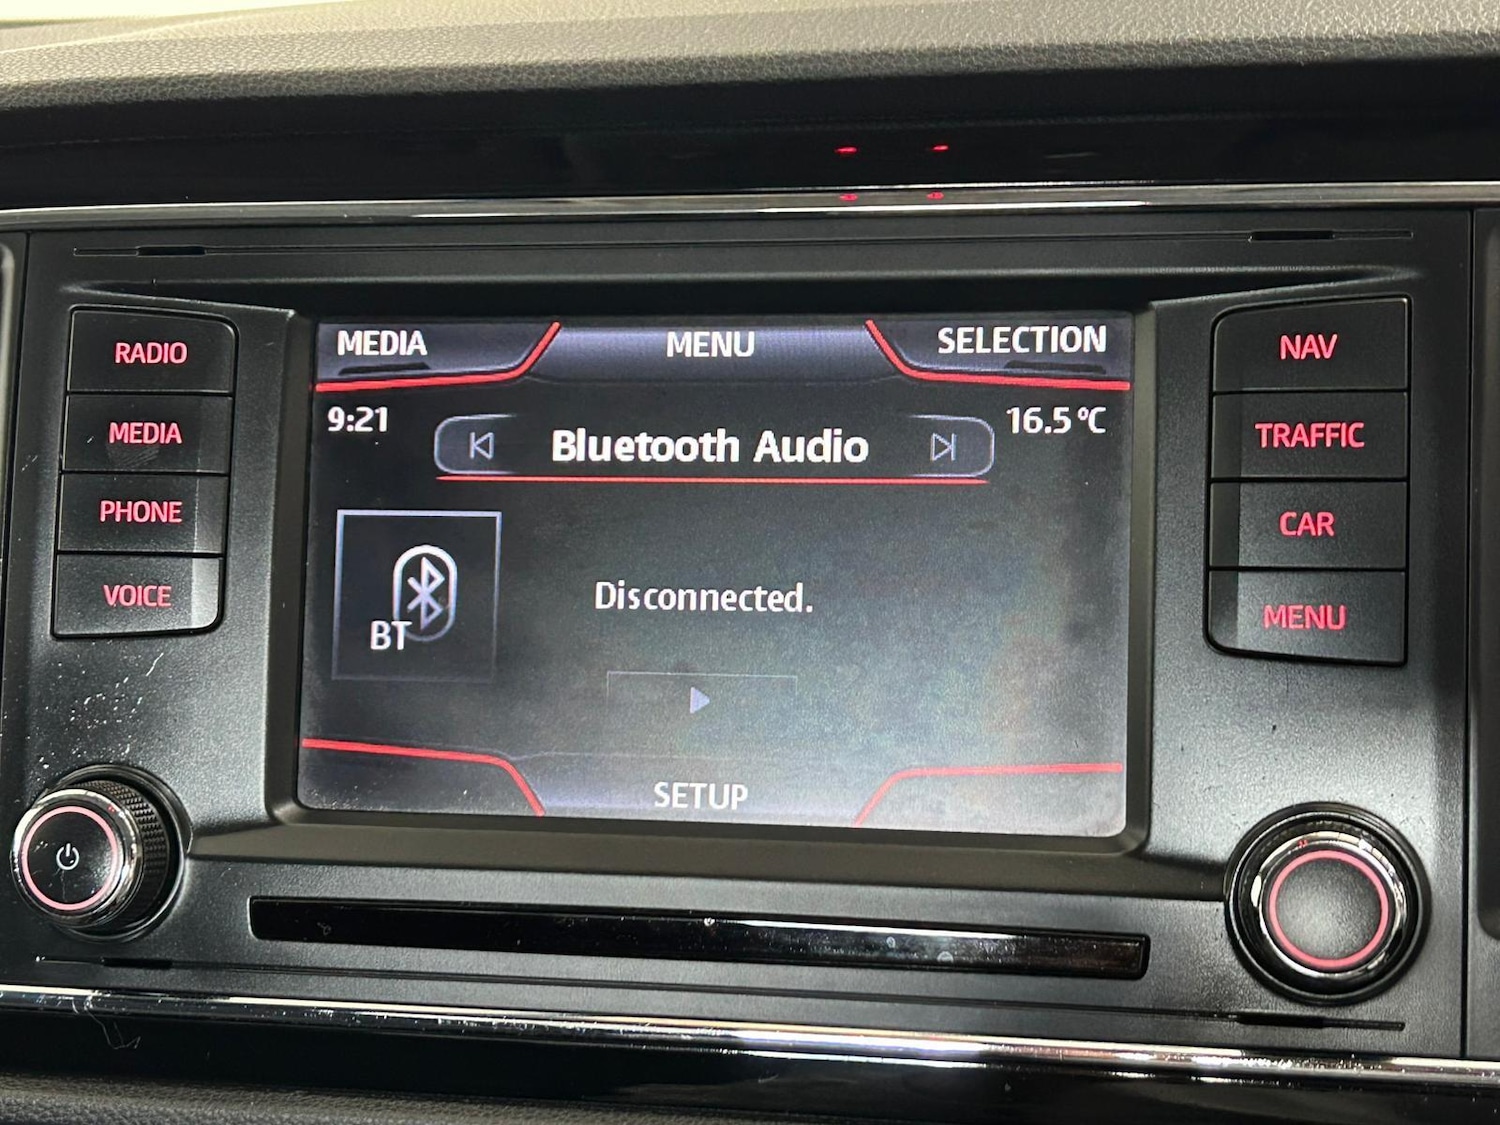 MEDIA MENU SELECTION
9:21 Bluetooth Audio 16.5°C
BT
Disconnected.
SETUP
RADIO
MEDIA
PHONE
VOICE
NAV
TRAFFIC
CAR
MENU